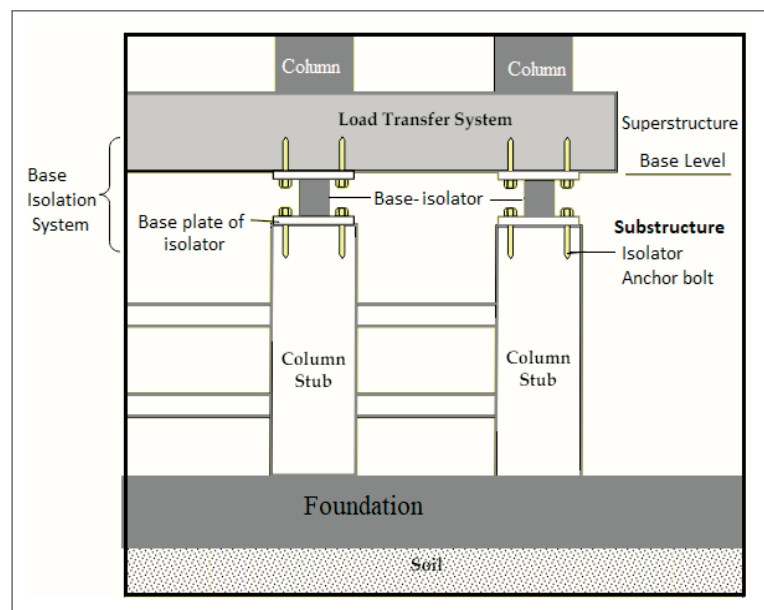 Column
Column
Load Transfer System
Superstructure
Base Level
Base
Isolation
System
Base- isolator
Base plate of
isolator
Substructure
Isolator
Anchor bolt
Column
Stub
Column
Stub
Foundation
Soil